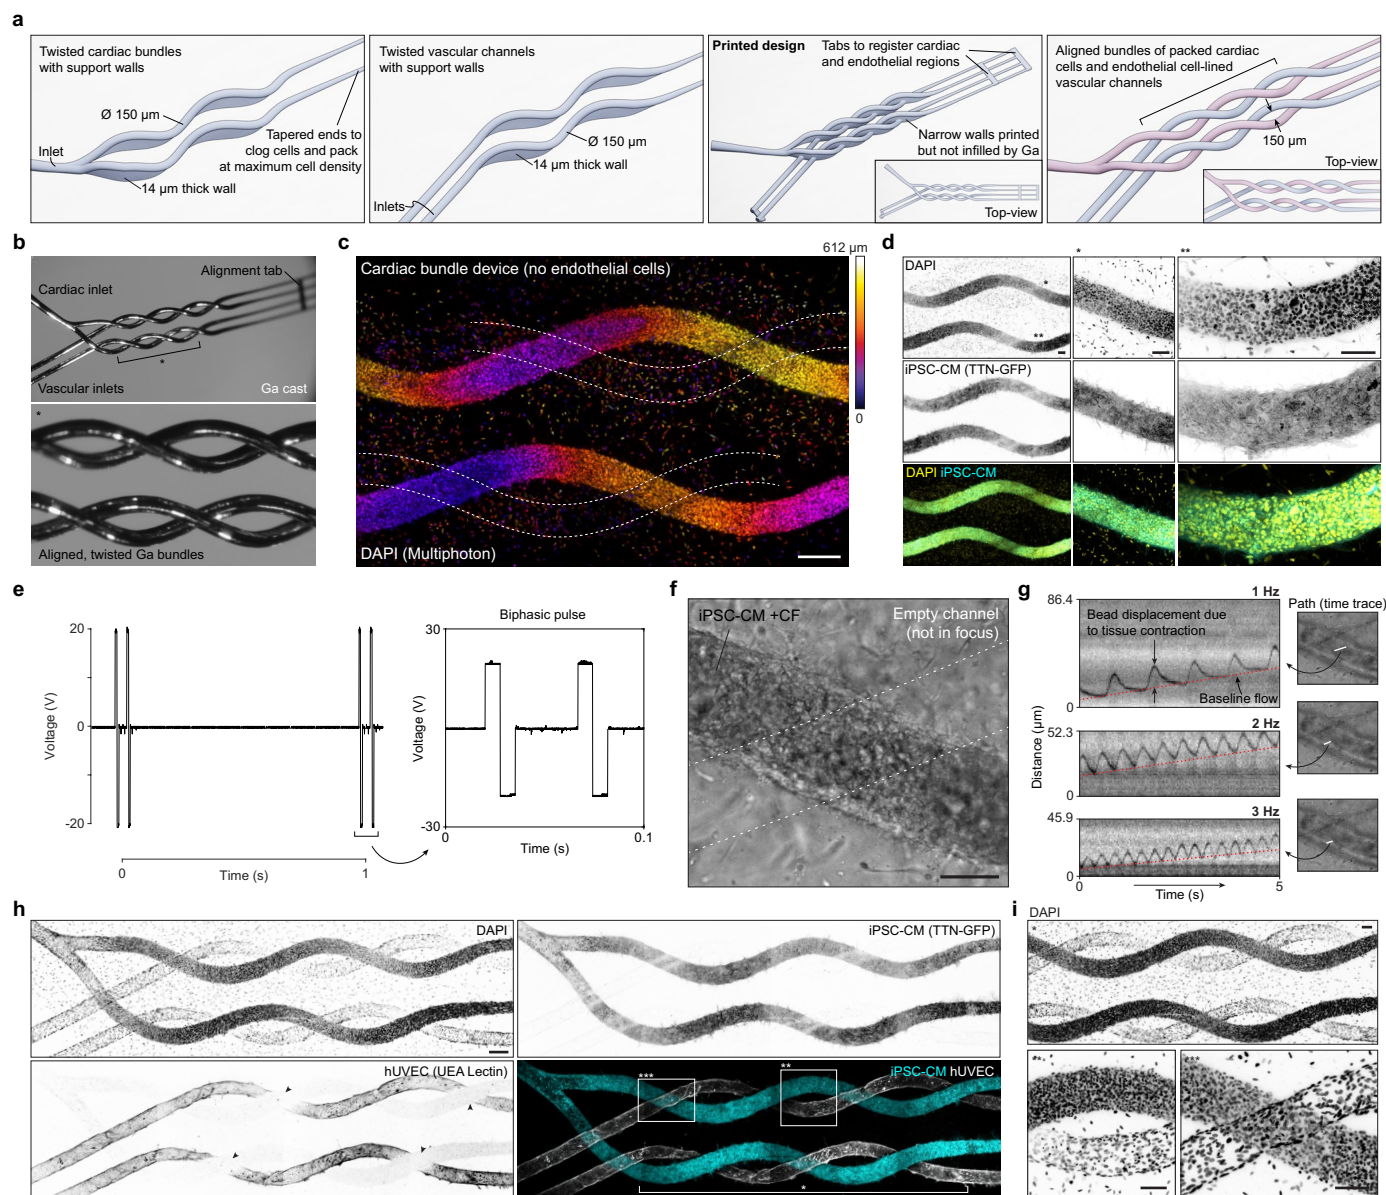 a
Twisted cardiac bundles
with support walls
Ø 150 µm
Inlet
14 µm thick wall
Tapered ends to
clog cells and pack
at maximum cell density
Twisted vascular channels
with support walls
Ø 150 µm
14 µm thick wall
Inlets
Printed design
Tabs to register cardiac
and endothelial regions
Narrow walls printed
but not infilled by Ga
Top-view
Aligned bundles of packed cardiac
cells and endothelial cell-lined
vascular channels
150 µm
Top-view
b
Alignment tab
Cardiac inlet
*
Vascular inlets
Ga cast
*
Aligned, twisted Ga bundles
c
612 µm
Cardiac bundle device (no endothelial cells)
0
DAPI (Multiphoton)
d
* **
DAPI
*
**
iPSC-CM (TTN-GFP)
DAPI iPSC-CM
e
20
0
-20
Voltage (V)
0 1
Time (s)
Biphasic pulse
30
-30
Voltage (V)
0 0.1
Time (s)
f
iPSC-CM +CF
Empty channel
(not in focus)
g
1 Hz
86.4
Bead displacement due
to tissue contraction
Baseline flow
0
Path (time trace)
2 Hz
52.3
0
Distance (µm)
3 Hz
45.9
0
0 5
Time (s)
h
DAPI
iPSC-CM (TTN-GFP)
hUVEC (UEA Lectin)
iPSC-CM hUVEC
***
**
*
i
DAPI
*
**
***